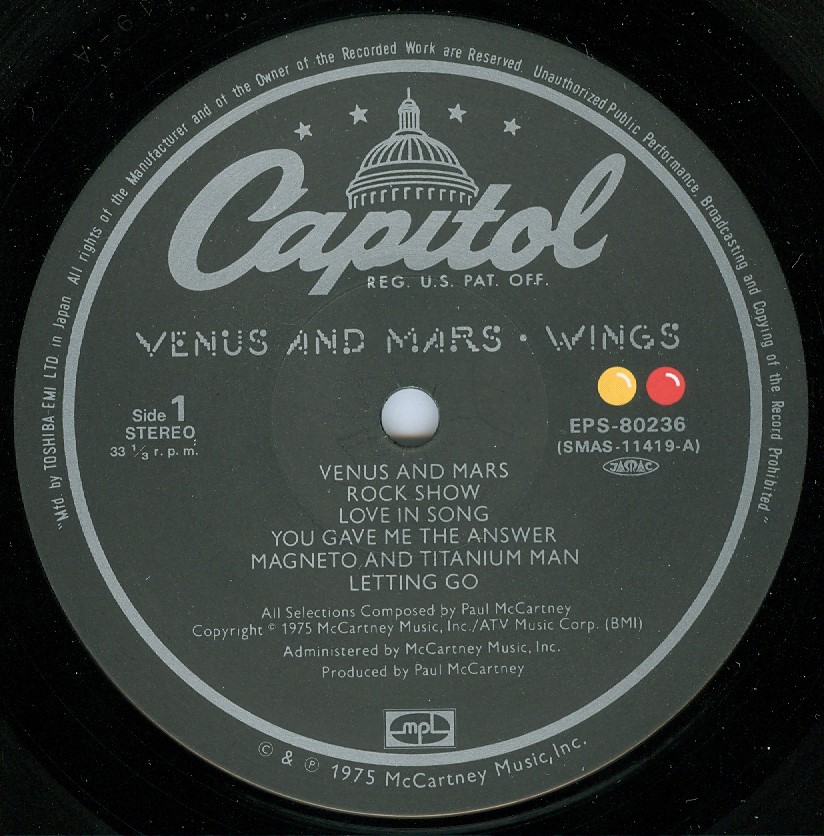 "Mfd. by TOSHIBA EMI LTD. in Japan All rights of the Manufacturer and of the Owner of the Recorded Work are Reserved. Unauthorized Public Performance, Broadcasting and Copying of the Record Prohibited."
Capitol
REG. U.S. PAT. OFF.
VENUS AND MARS • WINGS
Side 1
STEREO
33 1/3 r.p.m.
EPS-80236
(SMAS-11419-A)
JASRAC
VENUS AND MARS
ROCK SHOW
LOVE IN SONG
YOU GAVE ME THE ANSWER
MAGNETO AND TITANIUM MAN
LETTING GO
All Selections Composed by Paul McCartney
Copyright © 1975 McCartney Music, Inc./ATV Music Corp. (BMI)
Administered by McCartney Music, Inc.
Produced by Paul McCartney
mpl
© & ℗ 1975 McCartney Music, Inc.